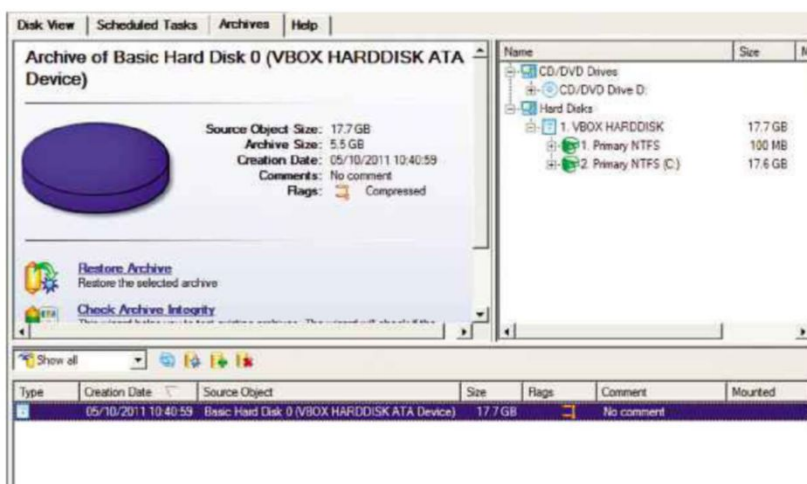 Disk View Scheduled Tasks Archives Help
Archive of Basic Hard Disk 0 (VBOX HARDDISK ATA
Device)
Source Object Size: 17.7 GB
Archive Size: 5.5 GB
Creation Date: 05/10/2011 10:40:59
Comments: No comment
Flags: Compressed
Restore Archive
Restore the selected archive
Check Archive Integrity
Name Size
CD/DVD Drives
CD/DVD Drive D:
Hard Disks
1. VBOX HARDDISK 17.7 GB
1. Primary NTFS 100 MB
2. Primary NTFS (C:) 17.6 GB
Show all
Type Creation Date Source Object Size Flags Comment Mounted
05/10/2011 10:40:59 Basic Hard Disk 0 (VBOX HARDDISK ATA Device) 17.7 GB No comment